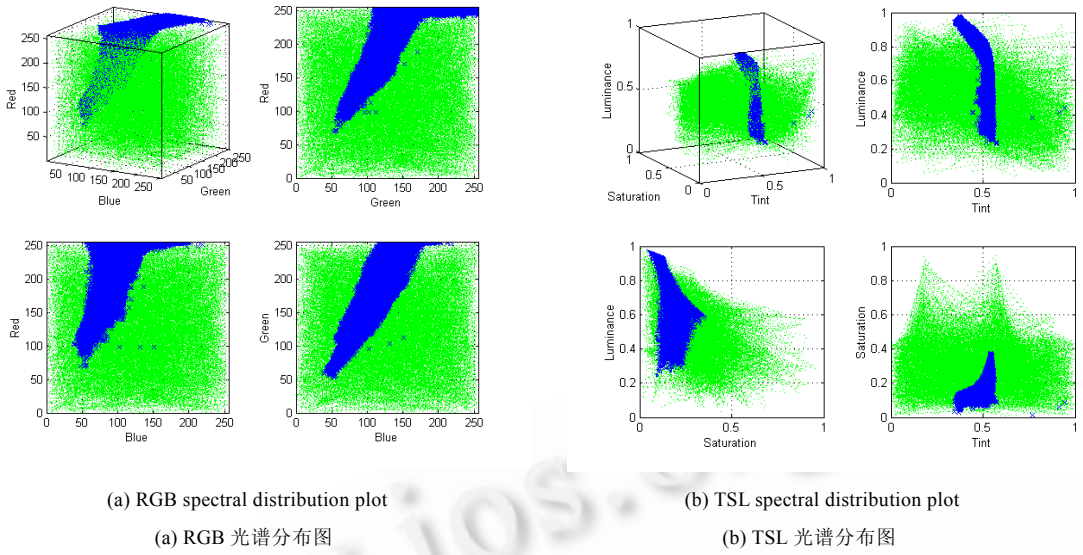 250
200
150
100
50
Red
50 100 150 200 250
Blue
50 100 150 200 250
Green
250
200
150
100
50
0
Red
0 50 100 150 200 250
Green
1
0.5
0
Luminance
1 0.5 0
Saturation
0 0.5 1
Tint
1
0.8
0.6
0.4
0.2
0
Luminance
0 0.5 1
Tint
250
200
150
100
50
0
Red
0 50 100 150 200 250
Blue
250
200
150
100
50
0
Green
0 50 100 150 200 250
Blue
1
0.8
0.6
0.4
0.2
0
Luminance
0 0.5 1
Saturation
1
0.8
0.6
0.4
0.2
0
Saturation
0 0.5 1
Tint
(a) RGB spectral distribution plot
(b) TSL spectral distribution plot
(a) RGB 光谱分布图
(b) TSL 光谱分布图